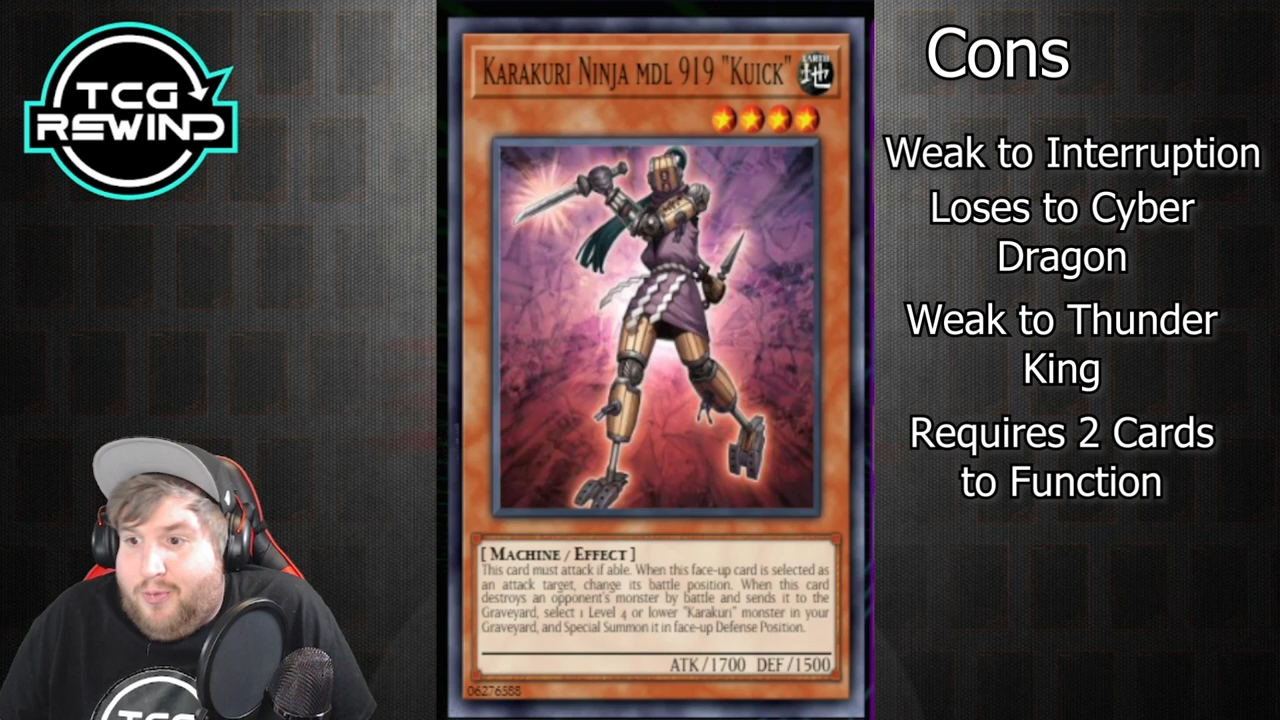 TCG
REWIND
KARAKURI NINJA MDL 919 "KUICK"
EARTH
地
[ MACHINE / EFFECT ]
This card must attack if able. When this face-up card is selected as
an attack target, change its battle position. When this card
destroys an opponent's monster by battle and sends it to the
Graveyard, select 1 Level 4 or lower "Karakuri" monster in your
Graveyard, and Special Summon it in face-up Defense Position.
ATK/1700 DEF/1500
06276588
Cons
Weak to Interruption
Loses to Cyber
Dragon
Weak to Thunder
King
Requires 2 Cards
to Function
TCG